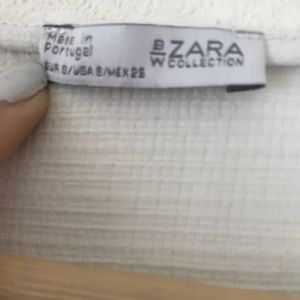 Made in
Portugal
EUR S/USA S/MEX 26
B ZARA
W COLLECTION